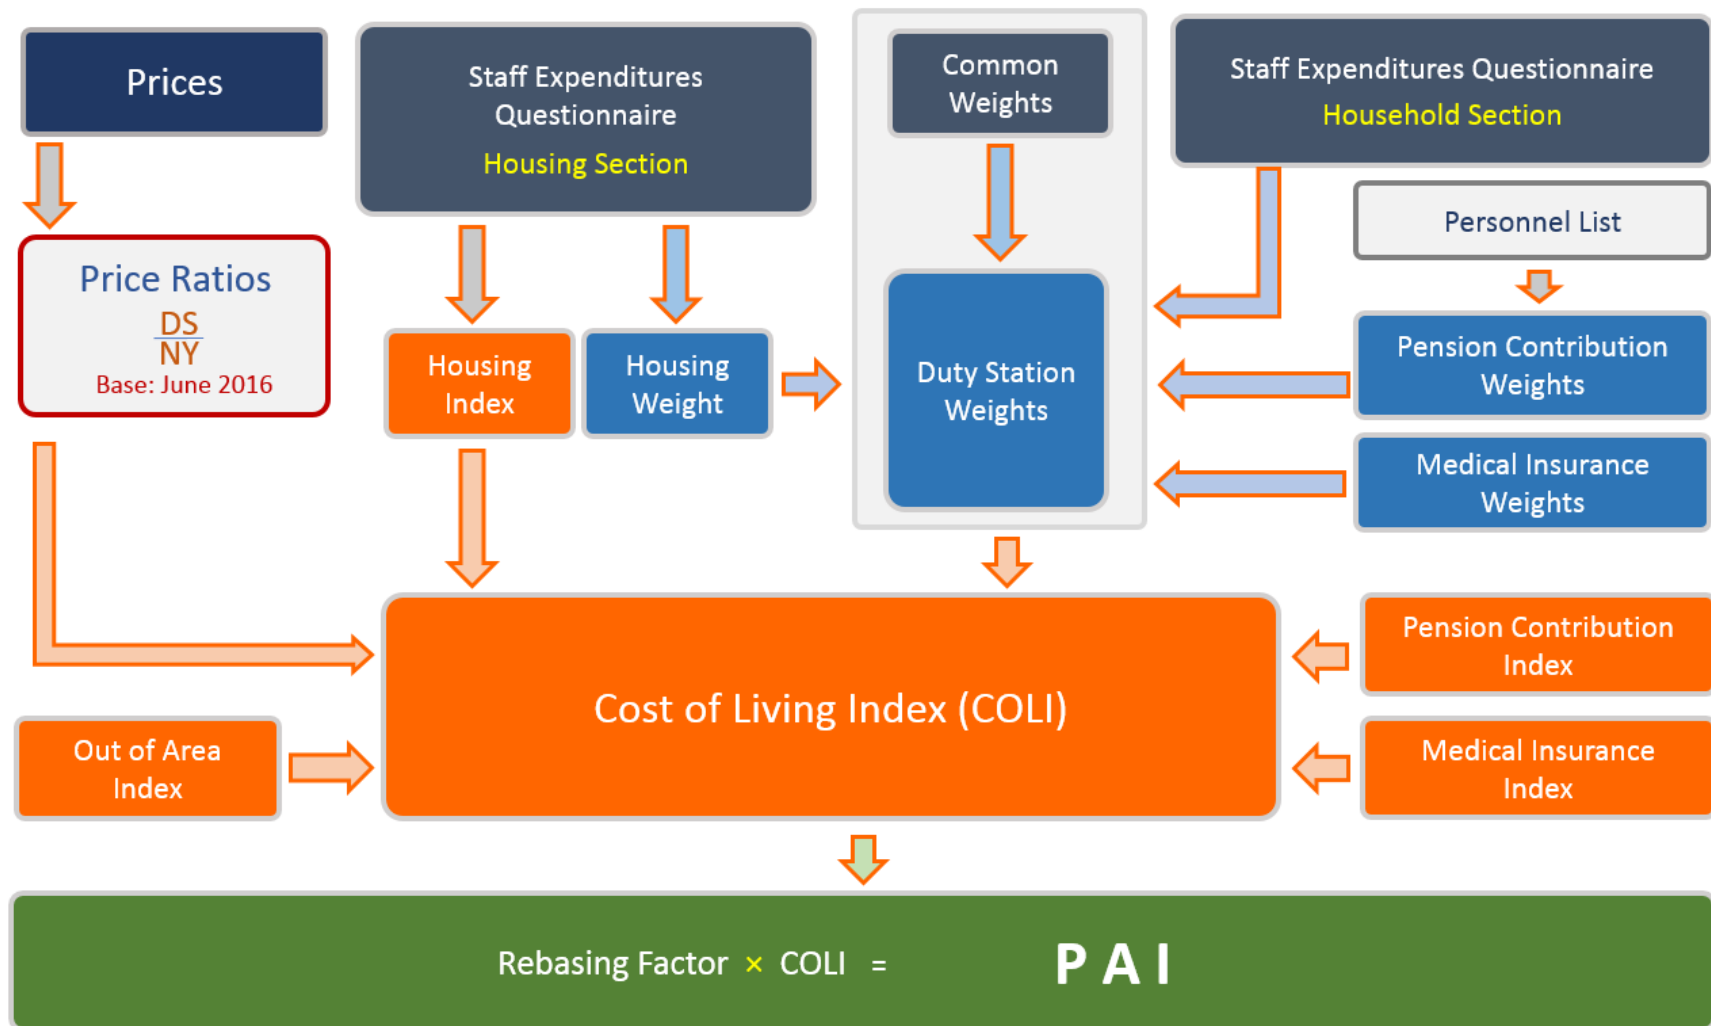 Prices
Staff Expenditures
Questionnaire
Housing Section
Common
Weights
Staff Expenditures Questionnaire
Household Section
Personnel List
Price Ratios
DS
NY
Base: June 2016
Housing
Index
Housing
Weight
Duty Station
Weights
Pension Contribution
Weights
Medical Insurance
Weights
Cost of Living Index (COLI)
Pension Contribution
Index
Out of Area
Index
Medical Insurance
Index
Rebasing Factor × COLI = P A I